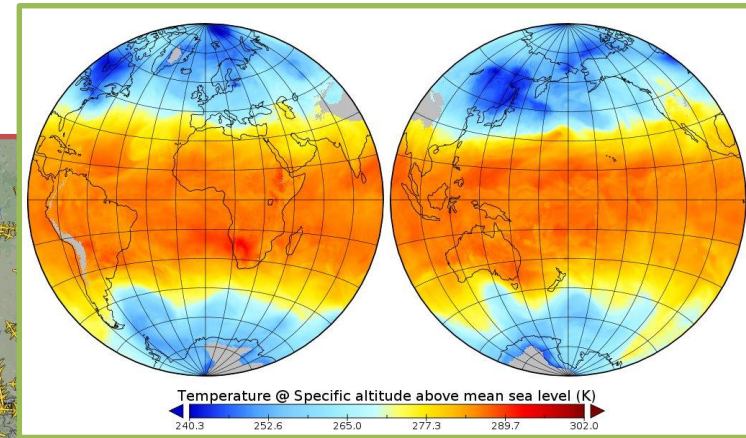 Temperature @ Specific altitude above mean sea level (K)
240.3 252.6 265.0 277.3 289.7 302.0